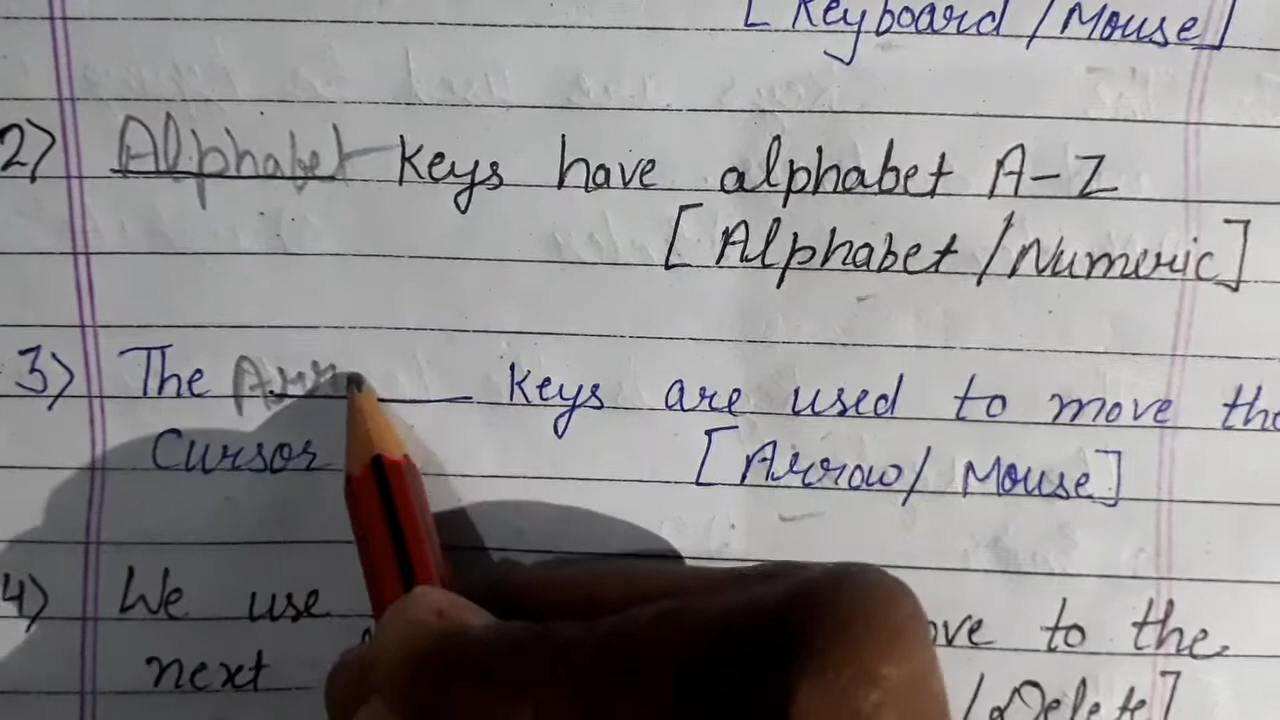 [Keyboard/Mouse]
2) Alphabet keys have alphabet A-Z
[Alphabet/Numeric]
3) The Arr keys are used to move the
Cursor [Arrow/Mouse]
4) We use to the
next /Delete]